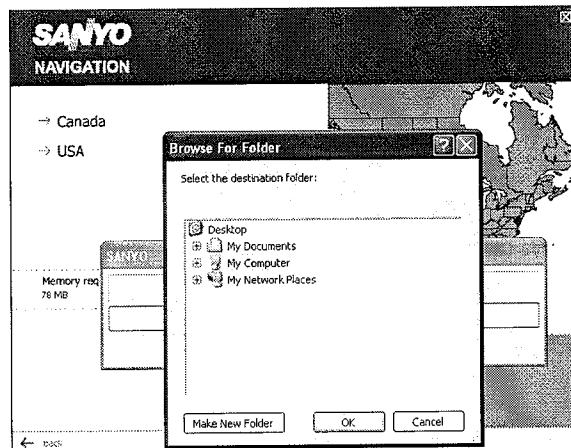 SANYO
NAVIGATION
→ Canada
→ USA
Browse For Folder
Select the destination folder:
Desktop
My Documents
My Computer
My Network Places
SANYO
Memory req
78 MB
Make New Folder
OK
Cancel
← back